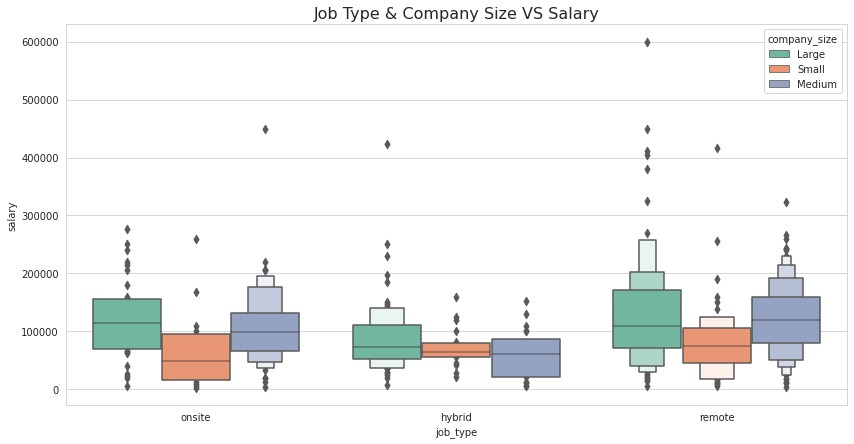 Job Type & Company Size VS Salary
company_size
Large
Small
Medium
600000
500000
400000
300000
200000
100000
0
salary
onsite
hybrid
remote
job_type